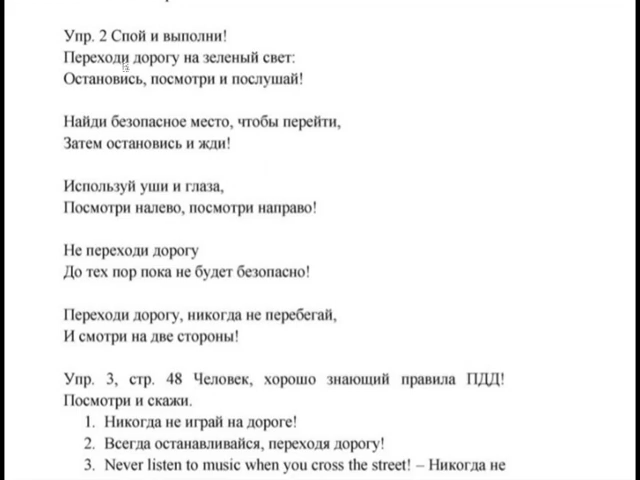 Упр. 2 Спой и выполни!
Переходи дорогу на зеленый свет:
Остановись, посмотри и послушай!
Найди безопасное место, чтобы перейти,
Затем остановись и жди!
Используй уши и глаза,
Посмотри налево, посмотри направо!
Не переходи дорогу
До тех пор пока не будет безопасно!
Переходи дорогу, никогда не перебегай,
И смотри на две стороны!
Упр. 3, стр. 48 Человек, хорошо знающий правила ПДД!
Посмотри и скажи.
1. Никогда не играй на дороге!
2. Всегда останавливайся, переходя дорогу!
3. Never listen to music when you cross the street! – Никогда не